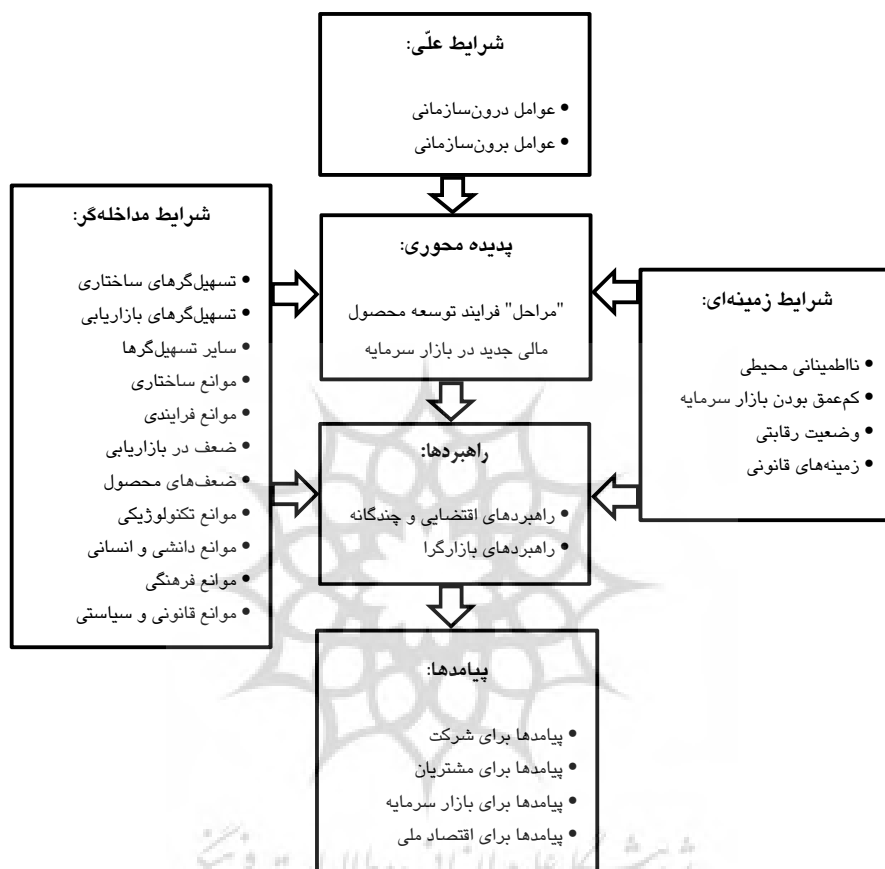 شرایط علّی:
• عوامل درون‌سازمانی
• عوامل برون‌سازمانی
شرایط مداخله‌گر:
• تسهیل‌گرهای ساختاری
• تسهیل‌گرهای بازاریابی
• سایر تسهیل‌گرها
• موانع ساختاری
• موانع فرایندی
• ضعف در بازاریابی
• ضعف‌های محصول
• موانع تکنولوژیکی
• موانع دانشی و انسانی
• موانع فرهنگی
• موانع قانونی و سیاستی
پدیده محوری:
"مراحل" فرایند توسعه محصول
مالی جدید در بازار سرمایه
شرایط زمینه‌ای:
• نااطمینانی محیطی
• کم‌عمق بودن بازار سرمایه
• وضعیت رقابتی
• زمینه‌های قانونی
راهبردها:
• راهبردهای اقتضایی و چندگانه
• راهبردهای بازارگرا
پیامدها:
• پیامدها برای شرکت
• پیامدها برای مشتریان
• پیامدها برای بازار سرمایه
• پیامدها برای اقتصاد ملی